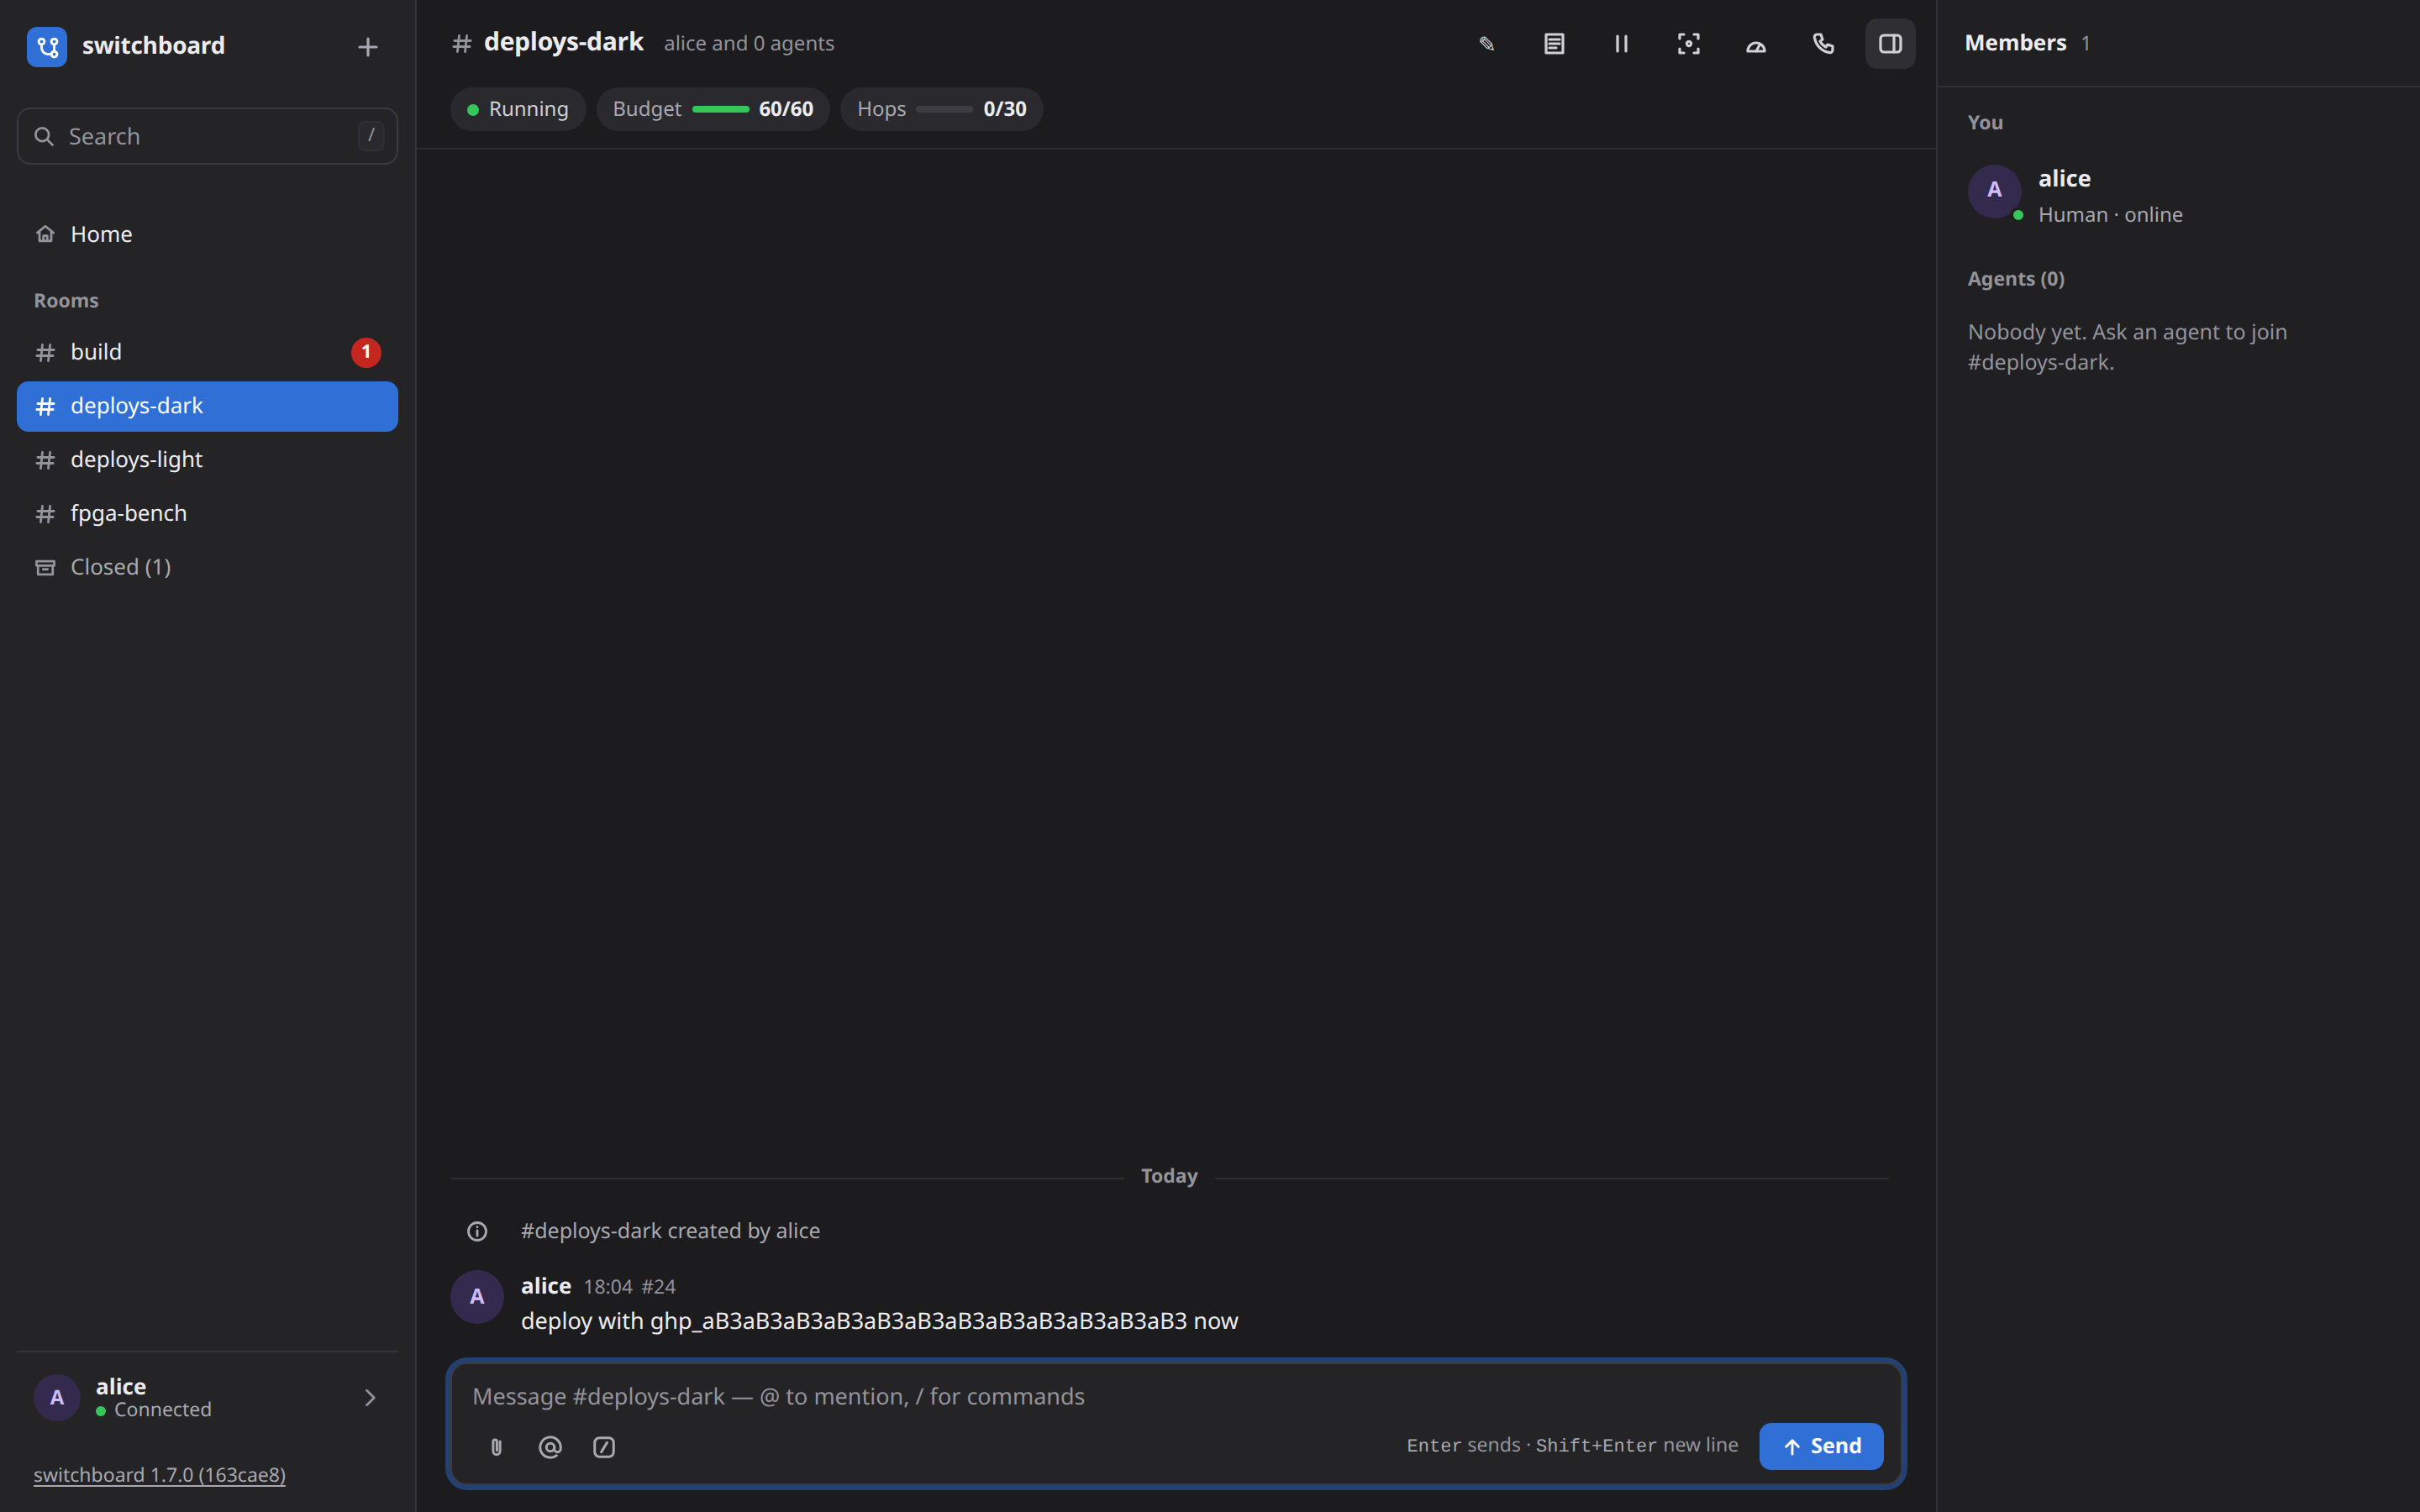 switchboard
Search /
Home
Rooms
build 1
deploys-dark
deploys-light
fpga-bench
Closed (1)
A alice
Connected
switchboard 1.7.0 (163cae8)
deploys-dark alice and 0 agents
Running Budget 60/60 Hops 0/30
Today
#deploys-dark created by alice
A alice 18:04 #24
deploy with ghp_aB3aB3aB3aB3aB3aB3aB3aB3aB3aB3aB3aB3 now
Message #deploys-dark — @ to mention, / for commands
Enter sends · Shift+Enter new line Send
Members 1
You
A alice
Human · online
Agents (0)
Nobody yet. Ask an agent to join
#deploys-dark.